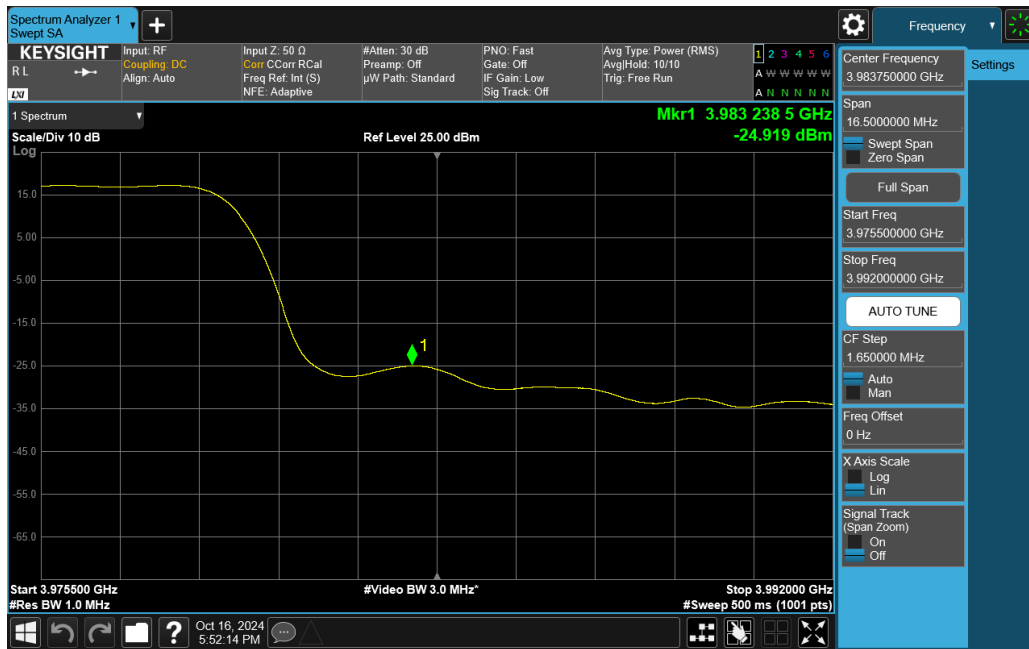 Spectrum Analyzer 1
Swept SA
Frequency
KEYSIGHT
R L
LXI
Input: RF
Coupling: DC
Align: Auto
Input Z: 50 Ω
Corr CCorr RCal
Freq Ref: Int (S)
NFE: Adaptive
#Atten: 30 dB
Preamp: Off
µW Path: Standard
PNO: Fast
Gate: Off
IF Gain: Low
Sig Track: Off
Avg Type: Power (RMS)
Avg|Hold: 10/10
Trig: Free Run
1 2 3 4 5 6
A W W W W W
A N N N N N
1 Spectrum
Scale/Div 10 dB
Log
Ref Level 25.00 dBm
Mkr1 3.983 238 5 GHz
-24.919 dBm
15.0
5.00
-5.00
-15.0
1
-25.0
-35.0
-45.0
-55.0
-65.0
Start 3.975500 GHz
#Res BW 1.0 MHz
#Video BW 3.0 MHz*
Stop 3.992000 GHz
#Sweep 500 ms (1001 pts)
Center Frequency
3.983750000 GHz
Span
16.5000000 MHz
Swept Span
Zero Span
Full Span
Start Freq
3.975500000 GHz
Stop Freq
3.992000000 GHz
AUTO TUNE
CF Step
1.650000 MHz
Auto
Man
Freq Offset
0 Hz
X Axis Scale
Log
Lin
Signal Track
(Span Zoom)
On
Off
Settings
?
Oct 16, 2024
5:52:14 PM